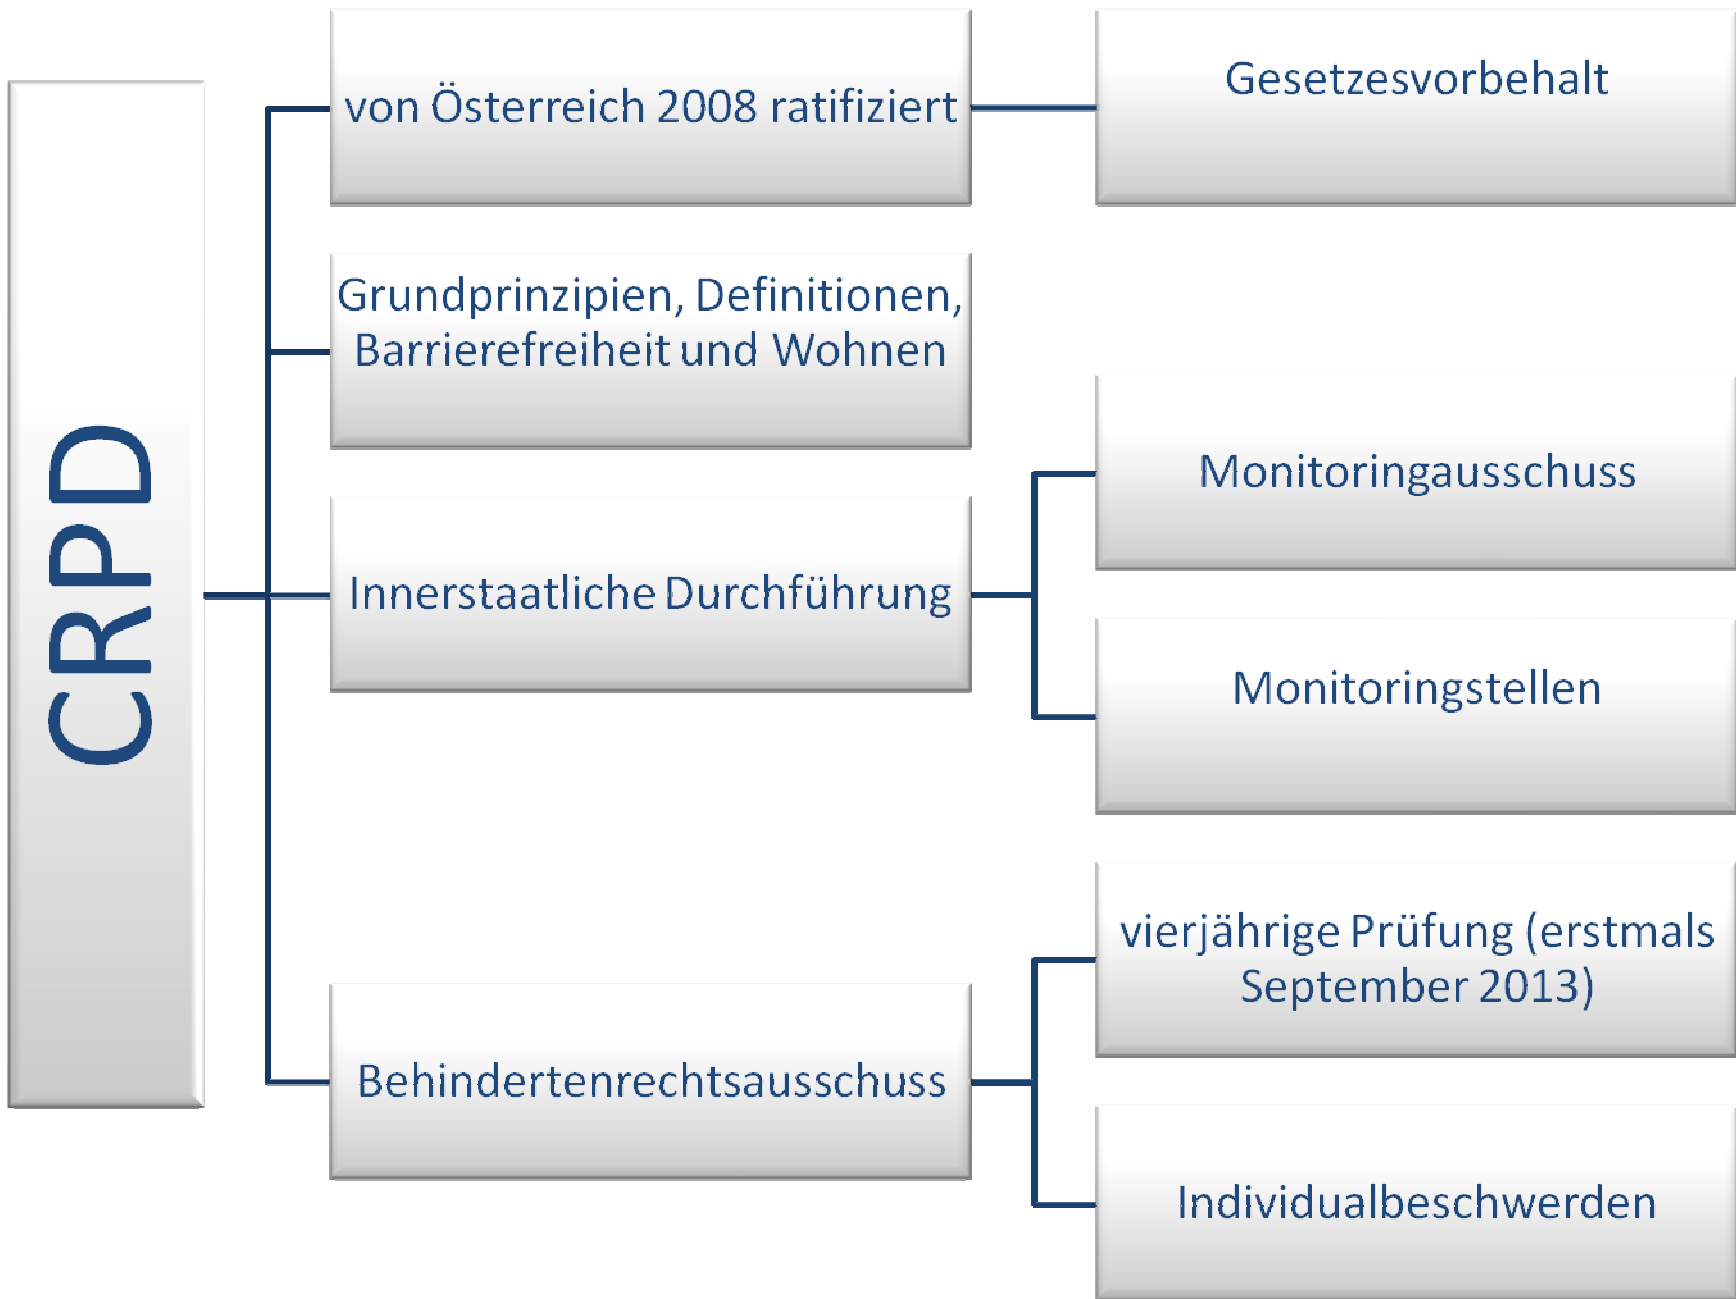 CRPD
von Österreich 2008 ratifiziert
Gesetzesvorbehalt
Grundprinzipien, Definitionen,
Barrierefreiheit und Wohnen
Innerstaatliche Durchführung
Monitoringausschuss
Monitoringstellen
Behindertenrechtsausschuss
vierjährige Prüfung (erstmals
September 2013)
Individualbeschwerden